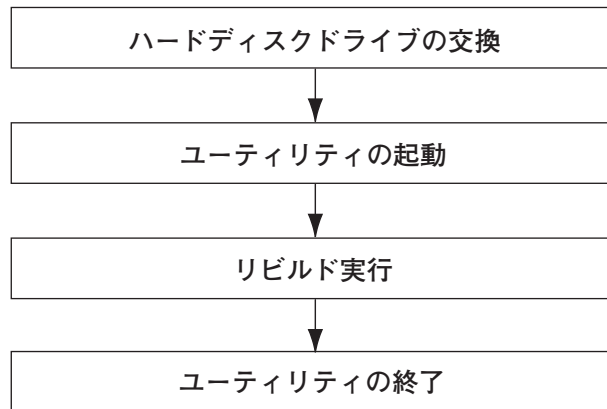 ハードディスクドライブの交換
ユーティリティの起動
リビルド実行
ユーティリティの終了